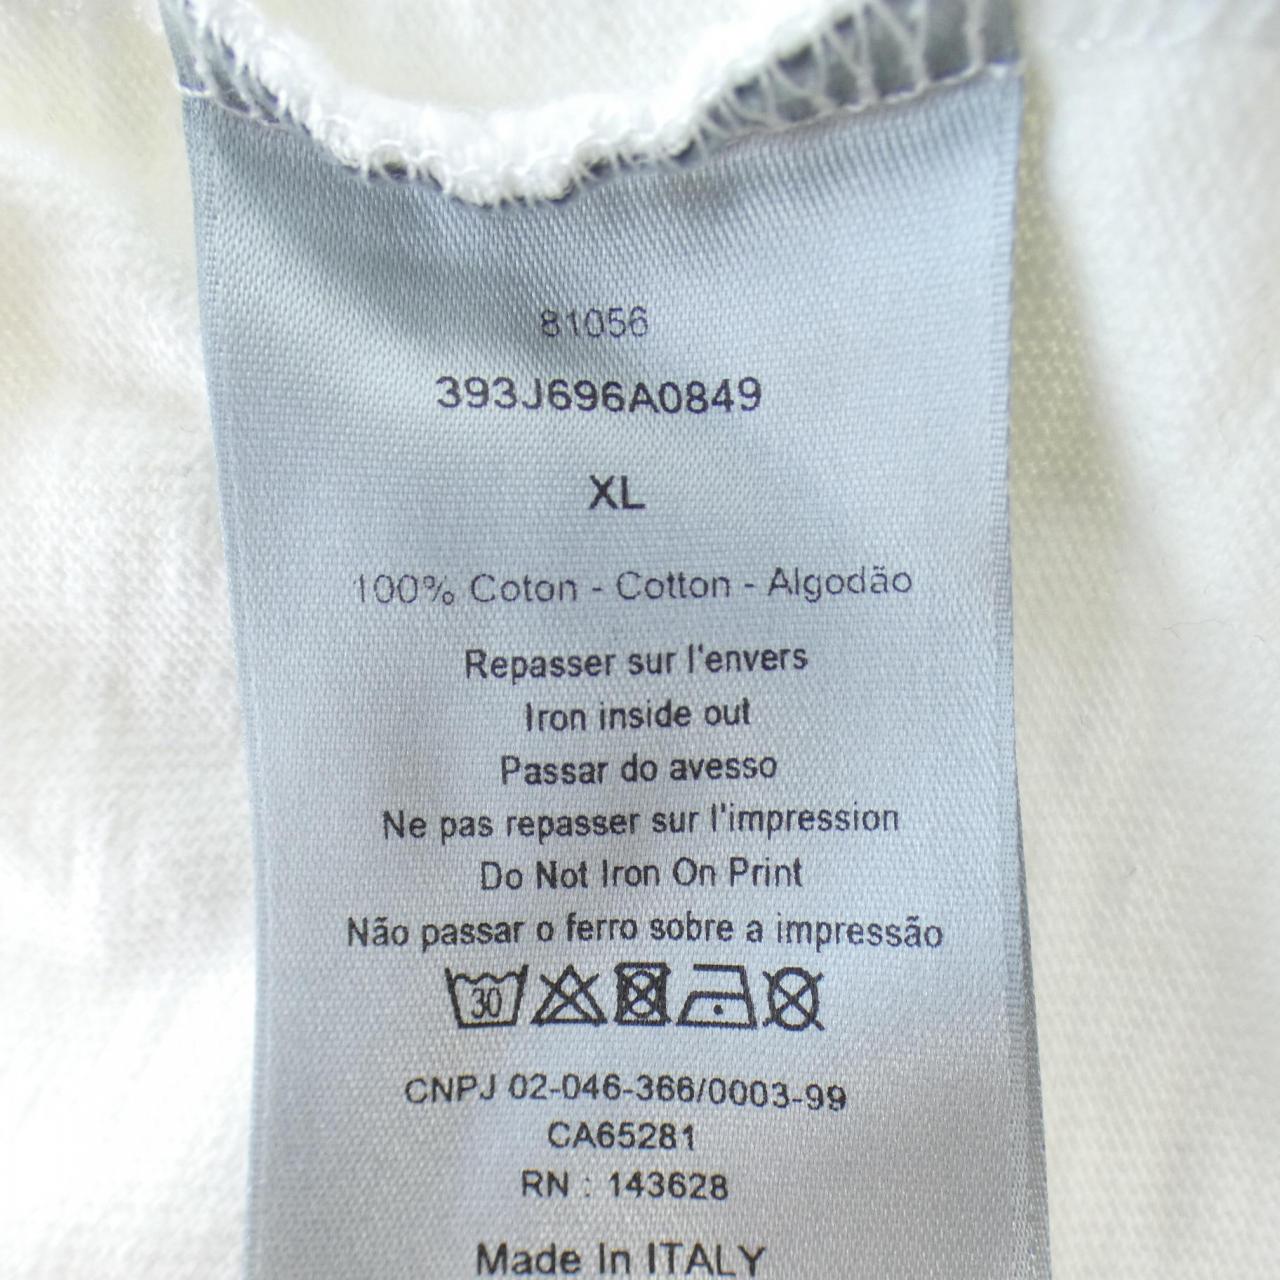 81056
393J696A0849
XL
100% Coton - Cotton - Algodão
Repasser sur l'envers
Iron inside out
Passar do avesso
Ne pas repasser sur l'impression
Do Not Iron On Print
Não passar o ferro sobre a impressão
30
CNPJ 02-046-366/0003-99
CA65281
RN : 143628
Made In ITALY